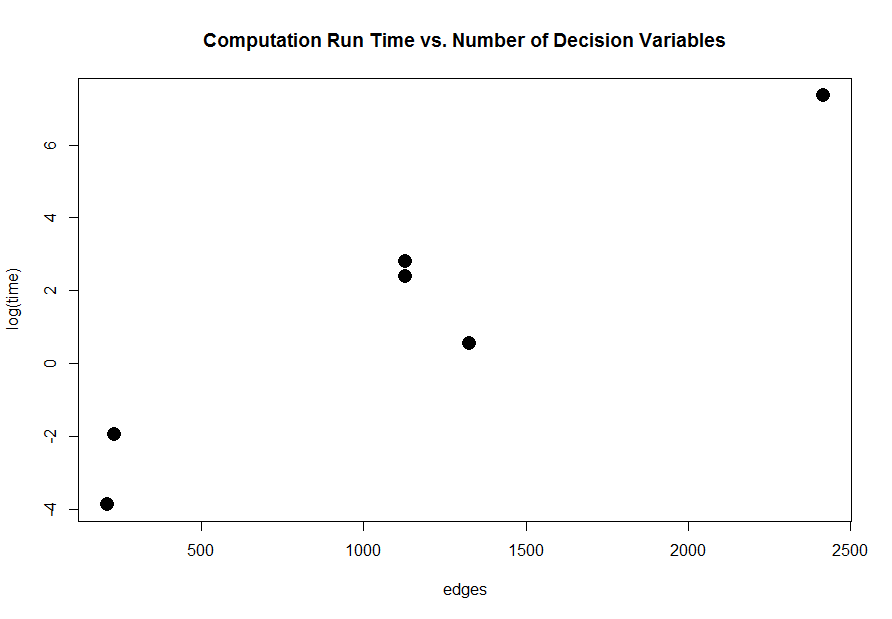 Computation Run Time vs. Number of Decision Variables
log(time)
6
4
2
0
-2
-4
500 1000 1500 2000 2500
edges